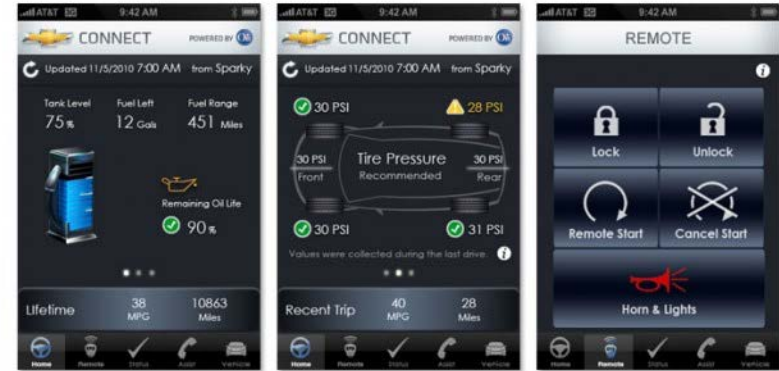 AT&T 3G 9:42 AM
CONNECT POWERED BY
Updated 11/5/2010 7:00 AM from Sparky
Tank Level Fuel Left Fuel Range
75 % 12 Gals 451 Miles
Remaining Oil Life
90 %
Lifetime 38 MPG 10863 Miles
Home Remote Status Assist Vehicle
AT&T 3G 9:42 AM
CONNECT POWERED BY
Updated 11/5/2010 7:00 AM from Sparky
30 PSI 28 PSI
30 PSI Front Tire Pressure Recommended 30 PSI Rear
30 PSI 31 PSI
Values were collected during the last drive.
Recent Trip 40 MPG 28 Miles
Home Remote Status Assist Vehicle
AT&T 3G 9:42 AM
REMOTE
Lock Unlock
Remote Start Cancel Start
Horn & Lights
Home Remote Status Assist Vehicle